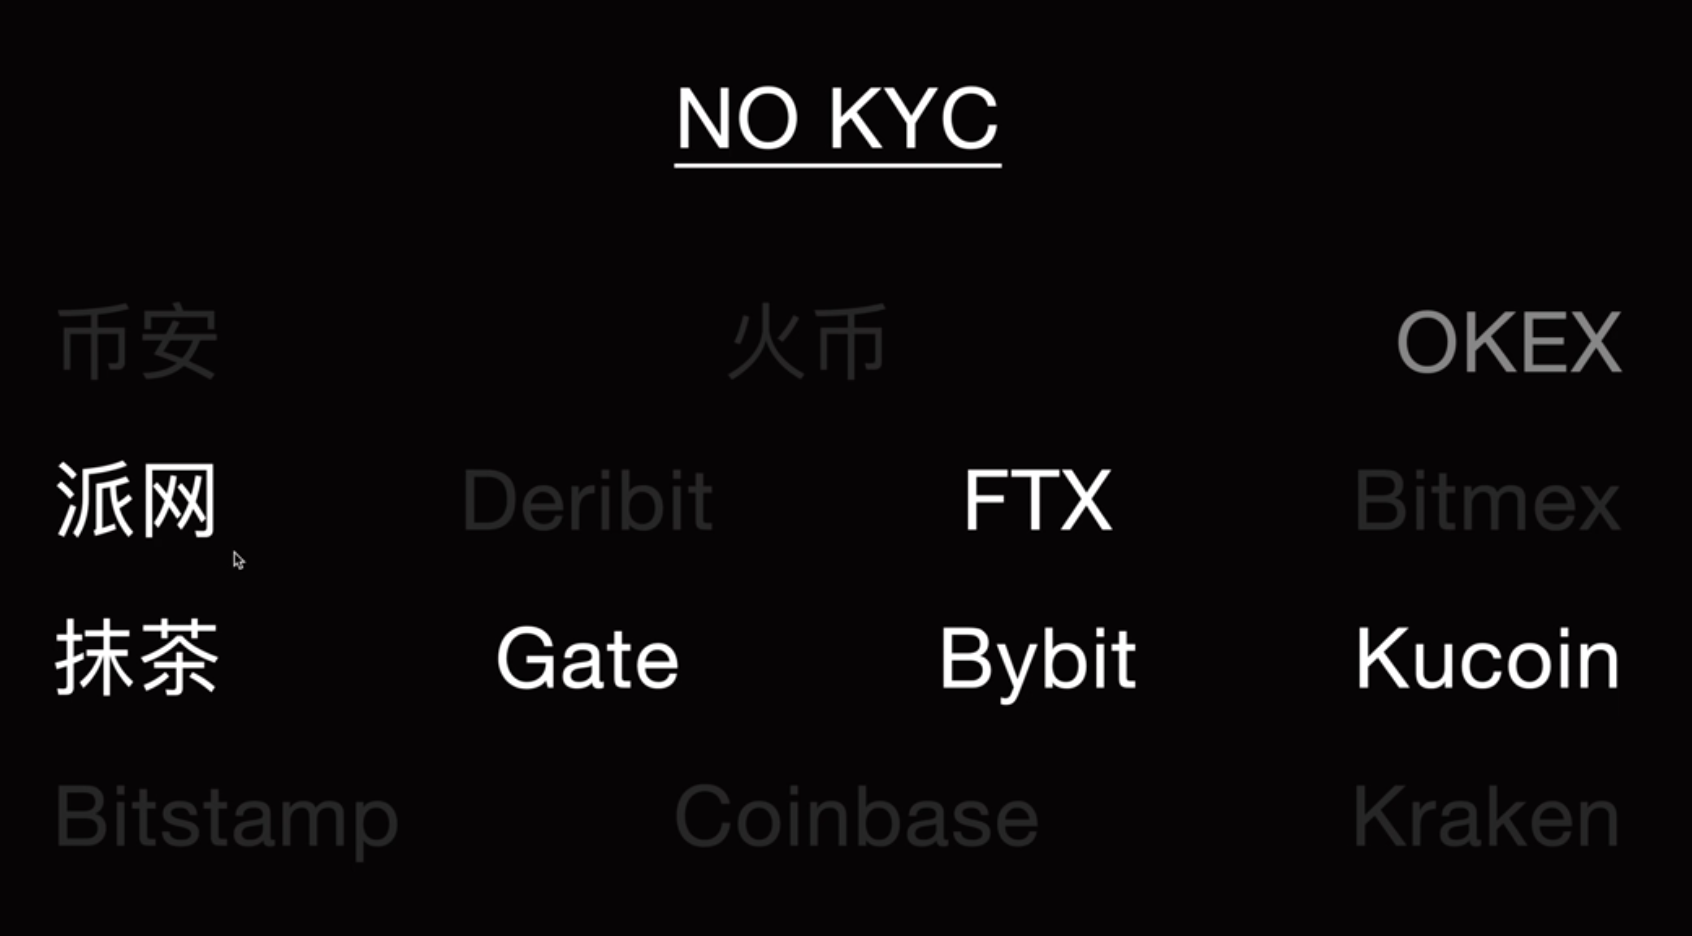 NO KYC
币安 火币 OKEX
派网 Deribit FTX Bitmex
抹茶 Gate Bybit Kucoin
Bitstamp Coinbase Kraken